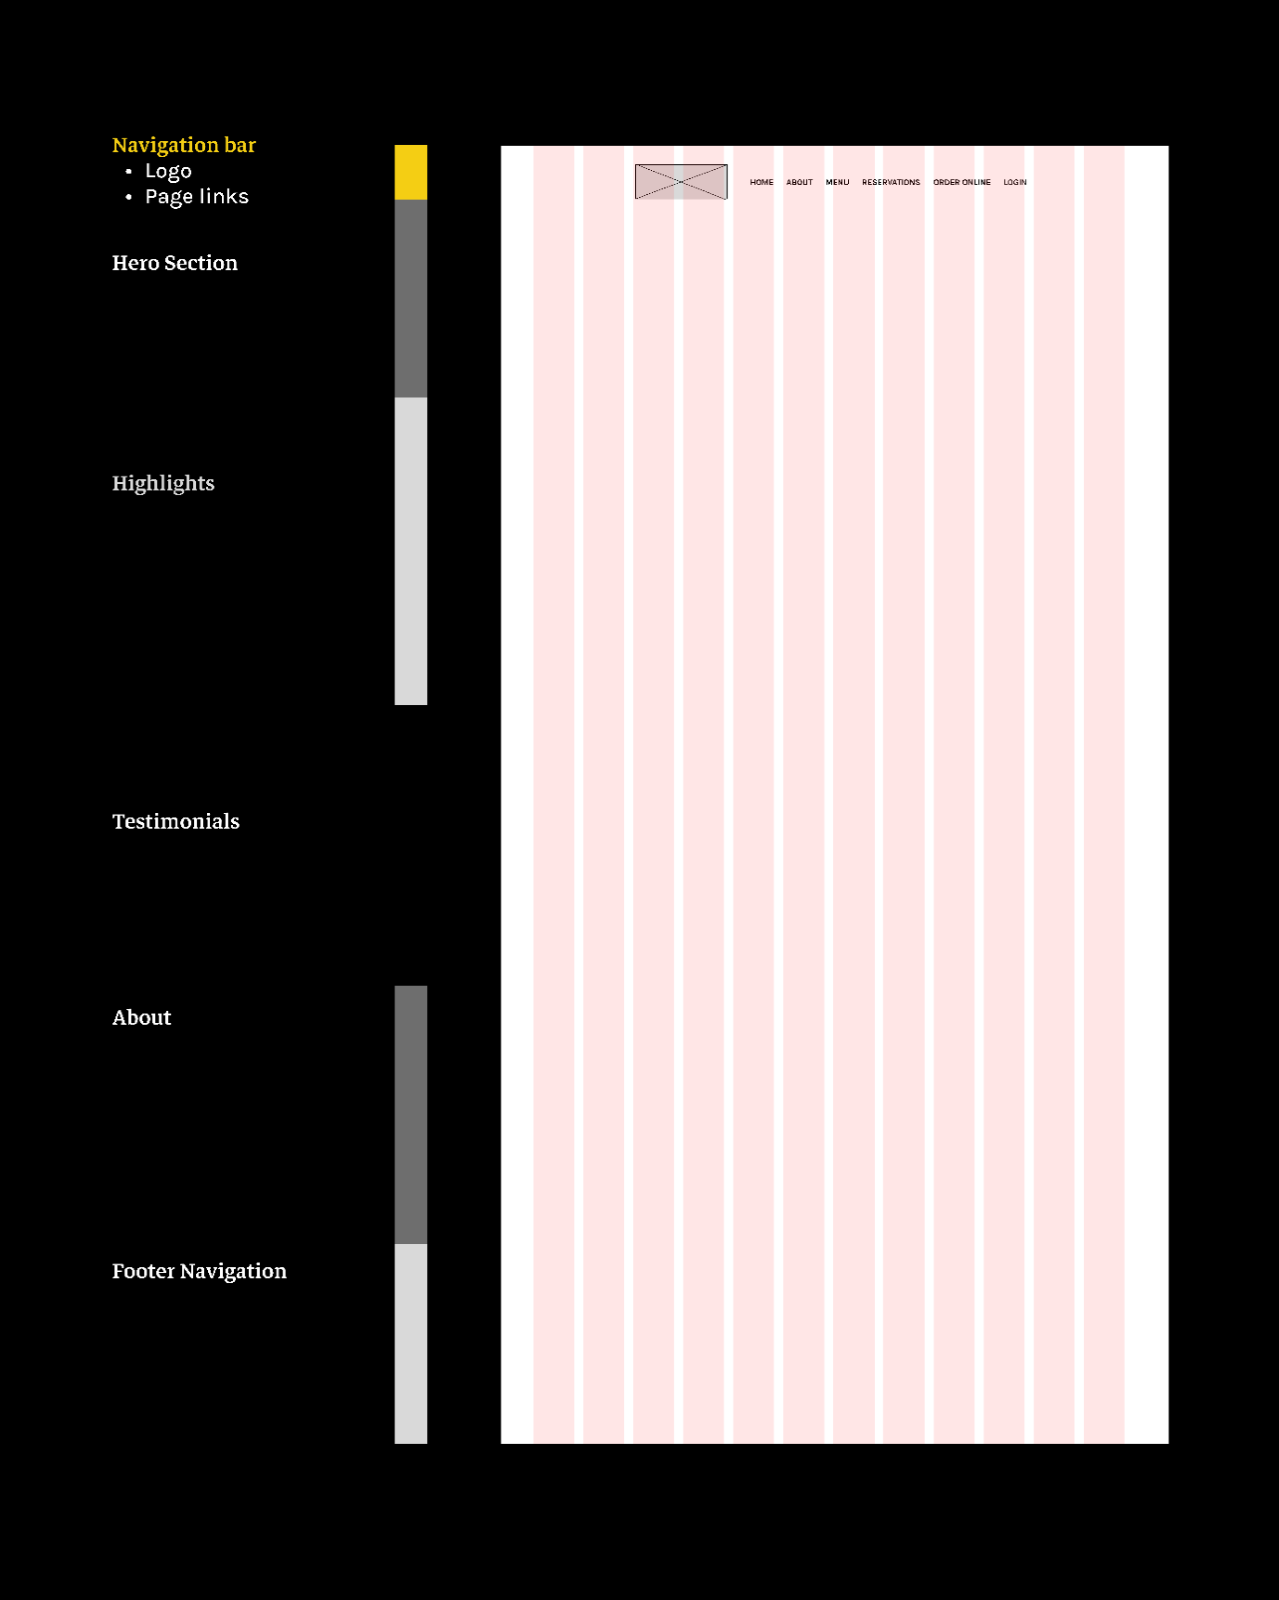 Navigation bar
• Logo
• Page links
HOME ABOUT MENU RESERVATIONS ORDER ONLINE LOGIN
Hero Section
Highlights
Testimonials
About
Footer Navigation